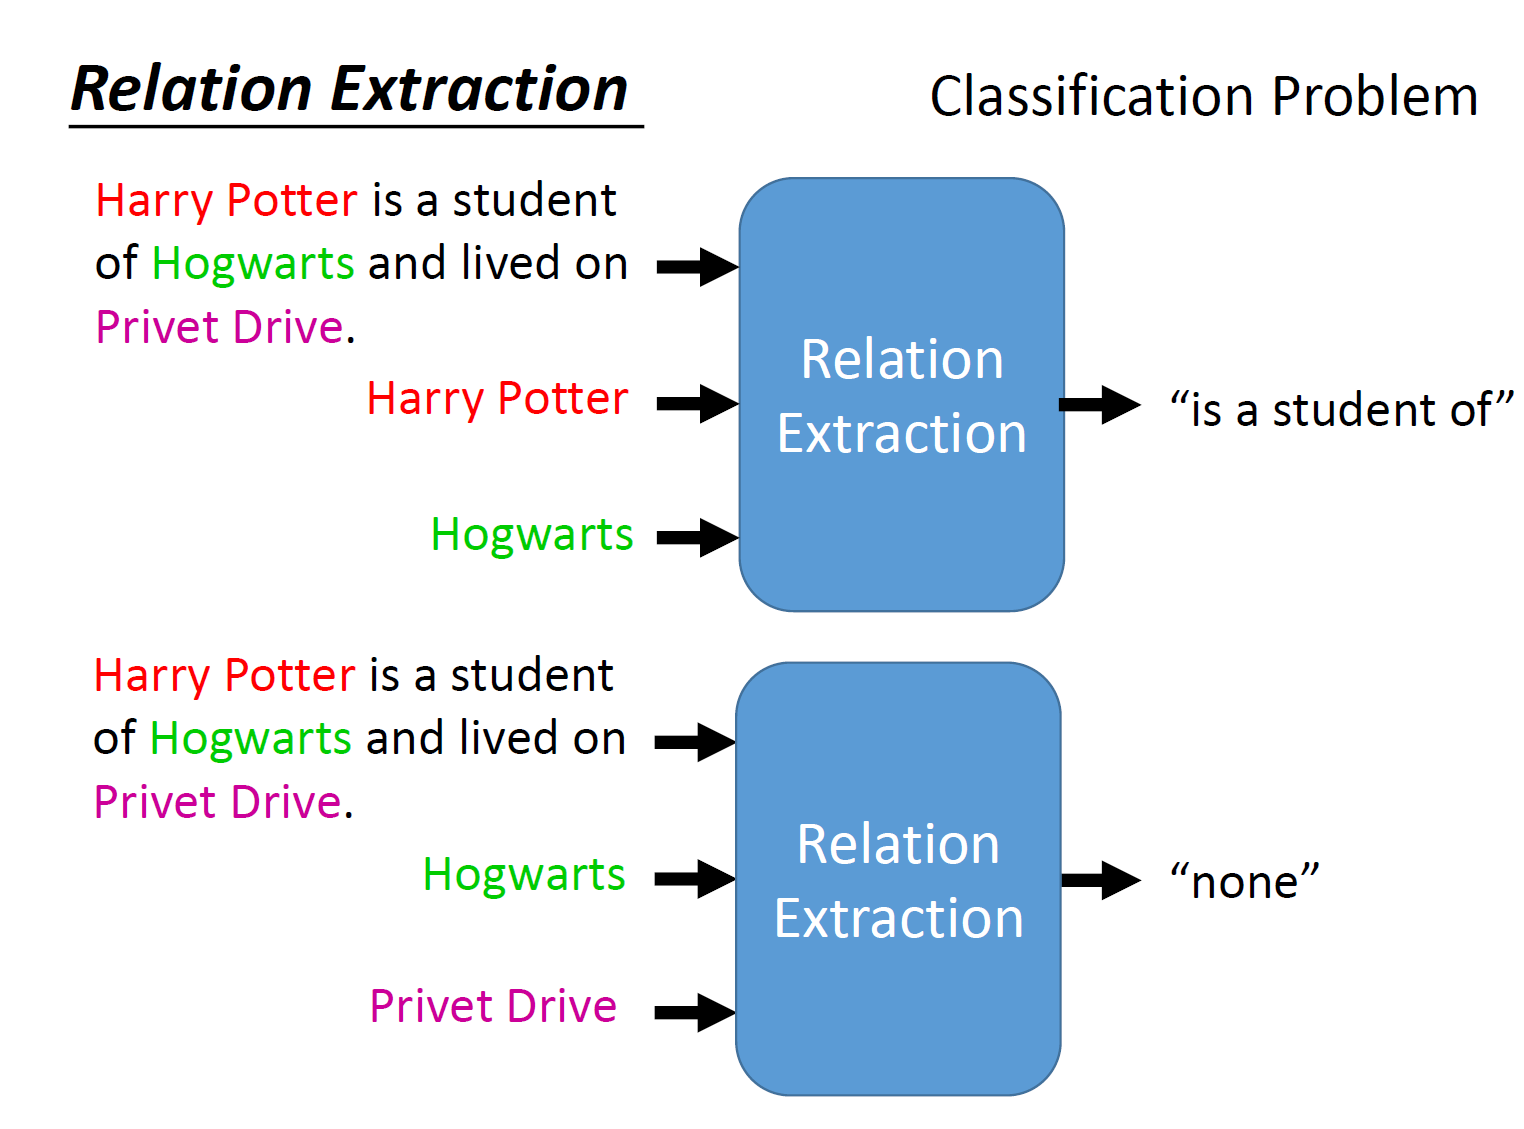 Relation Extraction
Classification Problem
Harry Potter is a student
of Hogwarts and lived on
Privet Drive.
Harry Potter
Hogwarts
Relation
Extraction
“is a student of”
Harry Potter is a student
of Hogwarts and lived on
Privet Drive.
Hogwarts
Privet Drive
Relation
Extraction
“none”